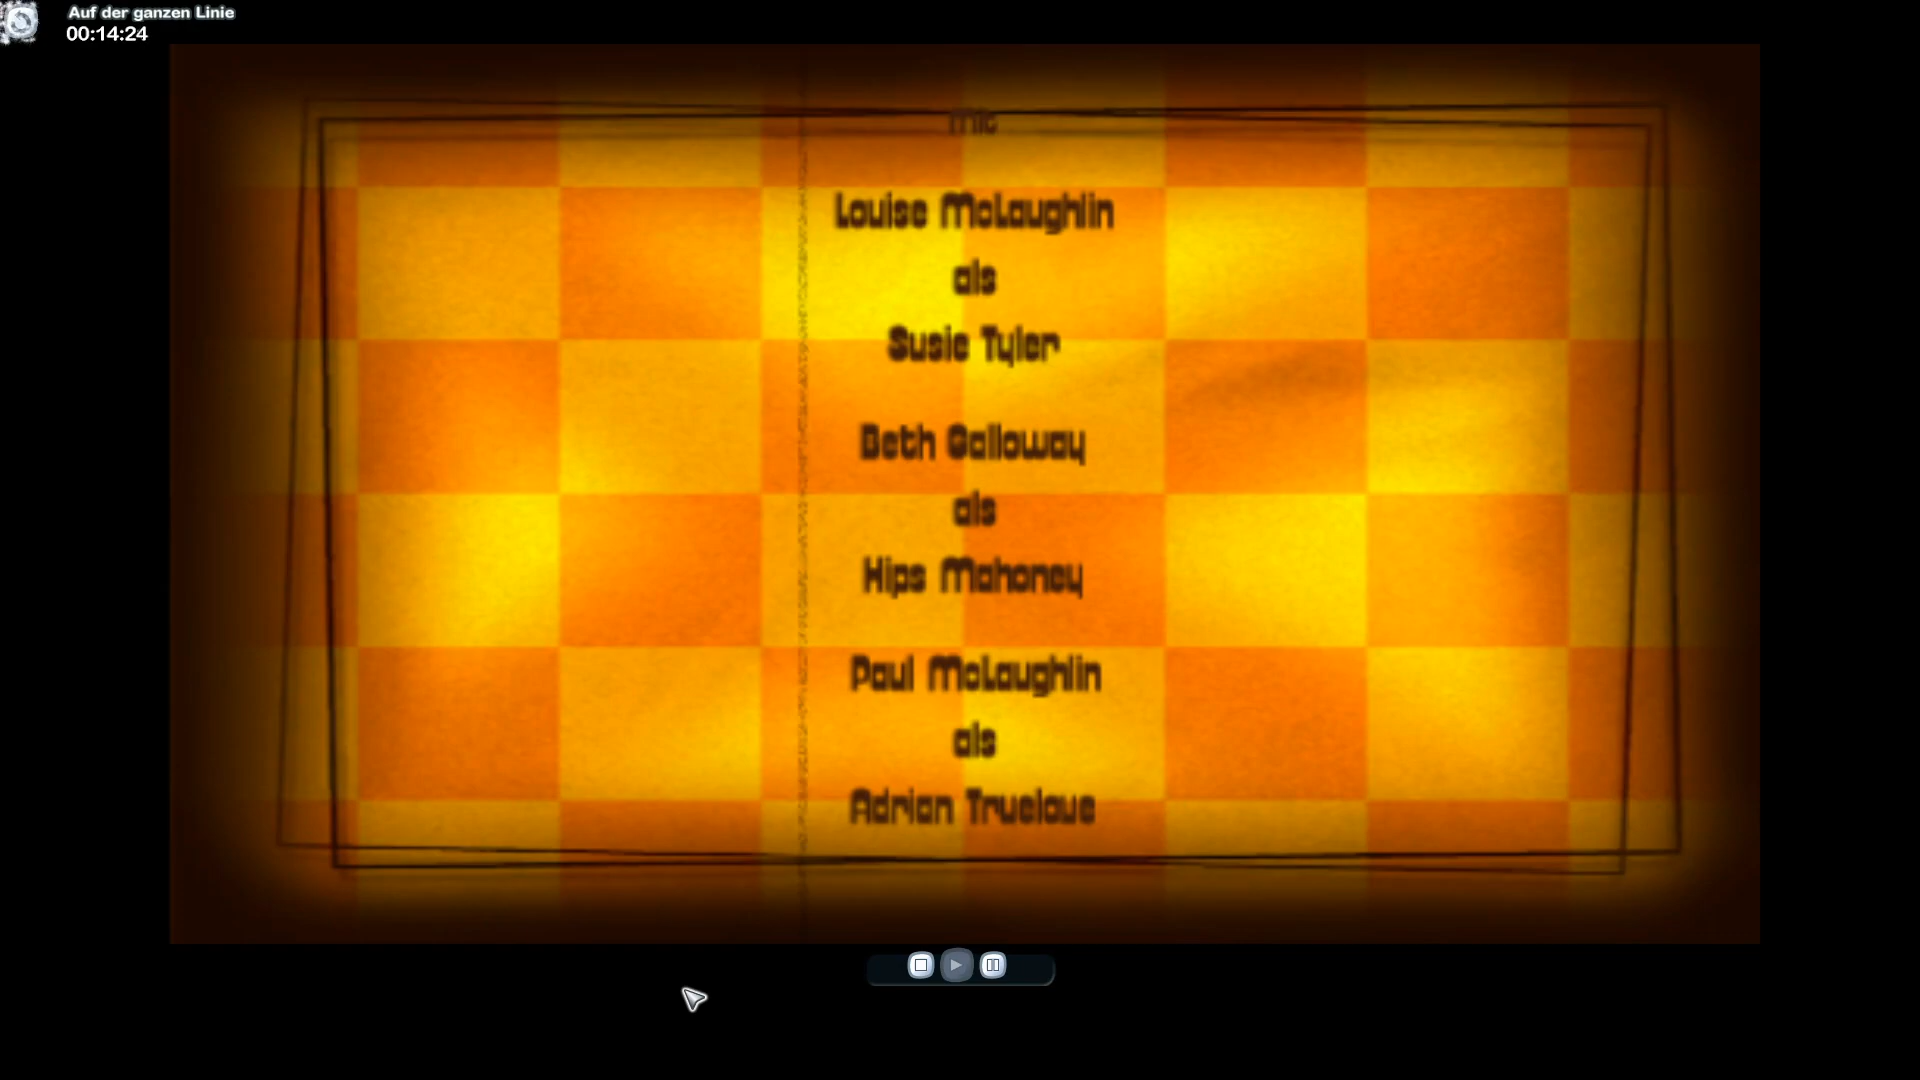 Auf der ganzen Linie
00:14:24
mit
Louise McLaughlin
als
Susie Tyler
Beth Galloway
als
Hips Mahoney
Paul McLaughlin
als
Adrian Truelove